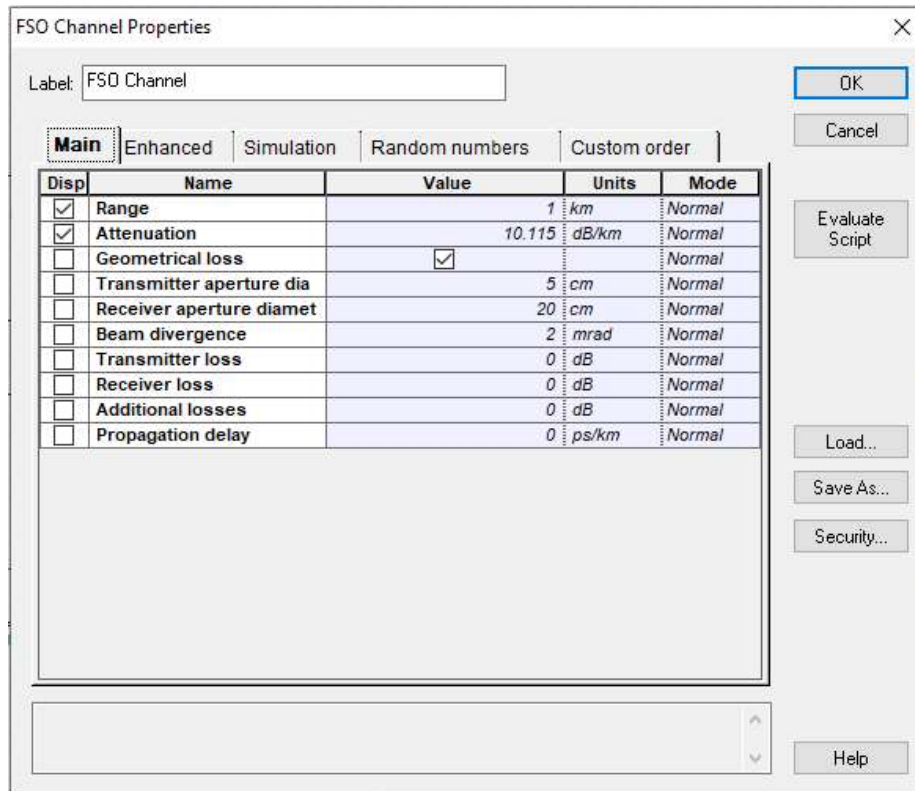 FSO Channel Properties
Label: FSO Channel
OK
Cancel
Evaluate
Script
Load...
Save As...
Security...
Help
Main Enhanced Simulation Random numbers Custom order
Disp Name Value Units Mode
Range 1 km Normal
Attenuation 10.115 dB/km Normal
Geometrical loss Normal
Transmitter aperture dia 5 cm Normal
Receiver aperture diamet 20 cm Normal
Beam divergence 2 mrad Normal
Transmitter loss 0 dB Normal
Receiver loss 0 dB Normal
Additional losses 0 dB Normal
Propagation delay 0 ps/km Normal